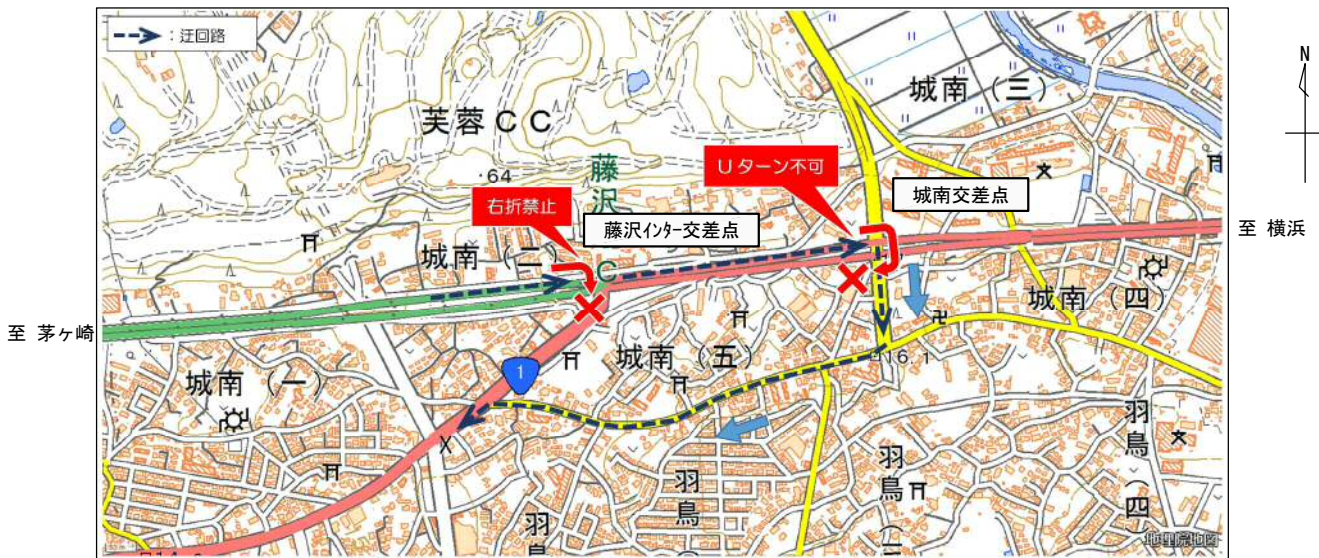 ：迂回路
N
城南（三）
芙蓉ＣＣ
Ｕターン不可
・64
藤沢
右折禁止
城南交差点
藤沢ｲﾝﾀｰ交差点
至 横浜
城南（二）
城南（四）
至 茅ヶ崎
16.1
城南（五）
1
城南（一）
羽鳥（四
羽鳥（
羽鳥（
羽鳥
地理院地図